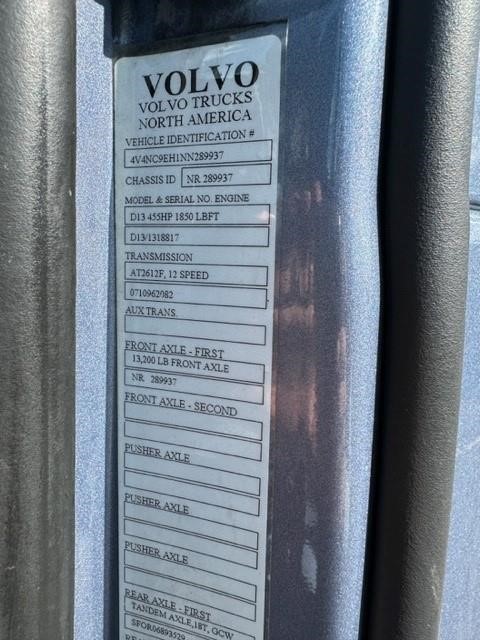 VOLVO
VOLVO TRUCKS
NORTH AMERICA
VEHICLE IDENTIFICATION #
4V4NC9EH1NN289937
CHASSIS ID NR 289937
MODEL & SERIAL NO. ENGINE
D13 455HP 1850 LBFT
D13/1318817
TRANSMISSION
AT2612F, 12 SPEED
0710962082
AUX TRANS.
FRONT AXLE - FIRST
13,200 LB FRONT AXLE
NR 289937
FRONT AXLE - SECOND
PUSHER AXLE
PUSHER AXLE
PUSHER AXLE
REAR AXLE - FIRST
TANDEM AXLE,18T, GCW
SFOR06893529